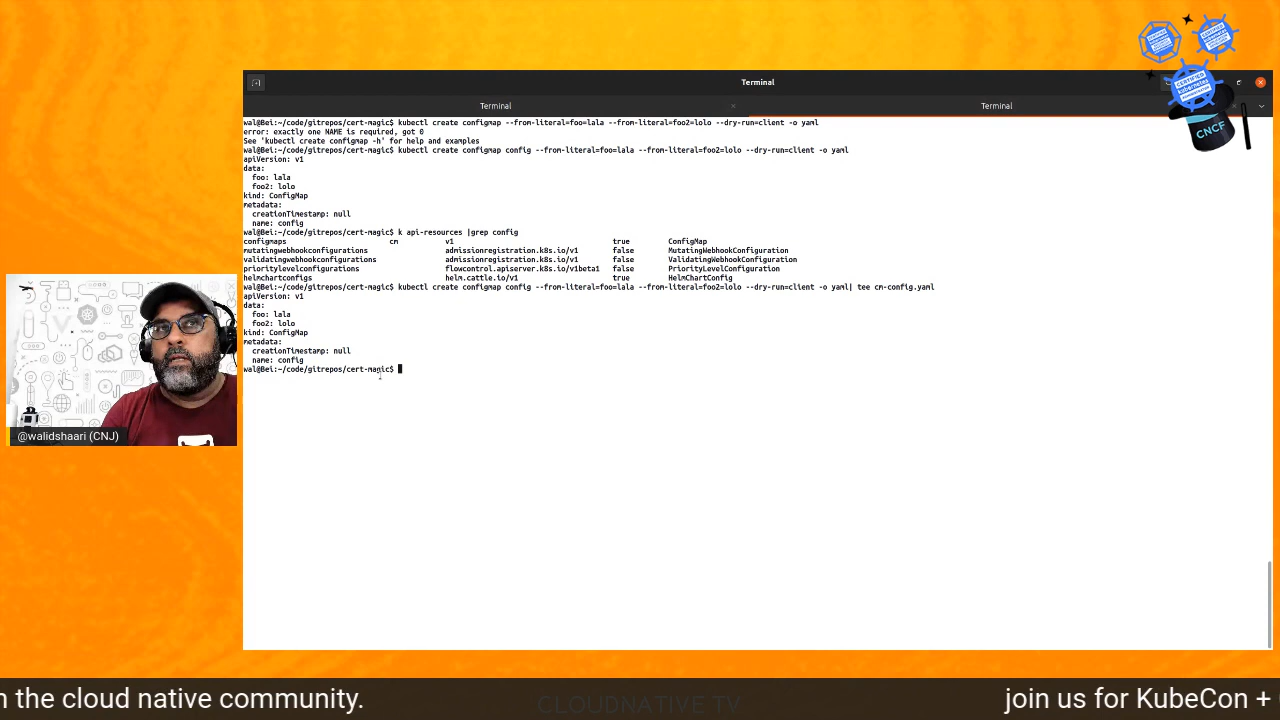 Terminal
Terminal
Terminal
wal@Bei:~/code/gitrepos/cert-magic$ kubectl create configmap --from-literal=foo=lala --from-literal=foo2=lolo --dry-run=client -o yaml
error: exactly one NAME is required, got 0
See 'kubectl create configmap -h' for help and examples
wal@Bei:~/code/gitrepos/cert-magic$ kubectl create configmap config --from-literal=foo=lala --from-literal=foo2=lolo --dry-run=client -o yaml
apiVersion: v1
data:
  foo: lala
  foo2: lolo
kind: ConfigMap
metadata:
  creationTimestamp: null
  name: config
wal@Bei:~/code/gitrepos/cert-magic$ k api-resources |grep config
configmaps cm v1 true ConfigMap
mutatingwebhookconfigurations admissionregistration.k8s.io/v1 false MutatingWebhookConfiguration
validatingwebhookconfigurations admissionregistration.k8s.io/v1 false ValidatingWebhookConfiguration
prioritylevelconfigurations flowcontrol.apiserver.k8s.io/v1beta1 false PriorityLevelConfiguration
helmchartconfigs helm.cattle.io/v1 true HelmChartConfig
wal@Bei:~/code/gitrepos/cert-magic$ kubectl create configmap config --from-literal=foo=lala --from-literal=foo2=lolo --dry-run=client -o yaml| tee cm-config.yaml
apiVersion: v1
data:
  foo: lala
  foo2: lolo
kind: ConfigMap
metadata:
  creationTimestamp: null
  name: config
wal@Bei:~/code/gitrepos/cert-magic$
CERTIFIED
kubernetes
CNCF
@walidshaari (CNJ)
n the cloud native community.
CLOUDNATIVE TV
join us for KubeCon +